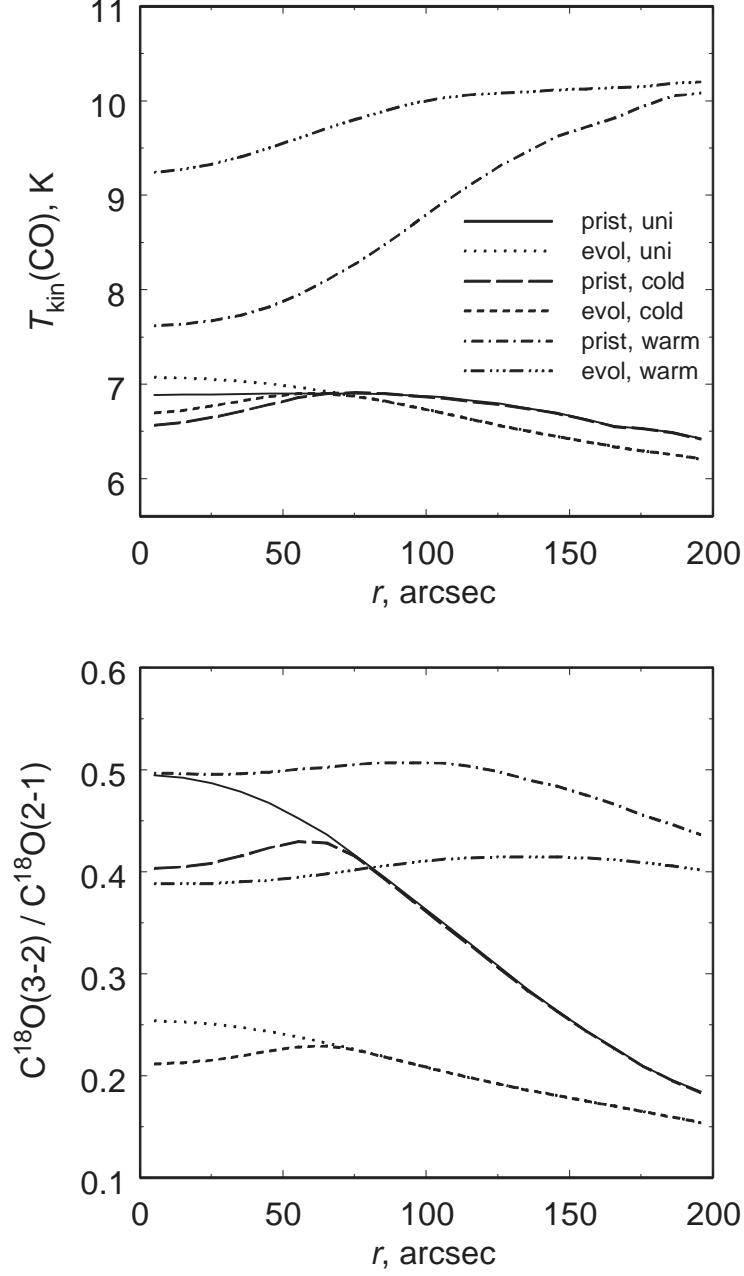 11
10
9
8
7
6
T_kin(CO), K
prist, uni
evol, uni
prist, cold
evol, cold
prist, warm
evol, warm
0 50 100 150 200
r, arcsec
0.6
0.5
0.4
0.3
0.2
0.1
C¹⁸O(3-2) / C¹⁸O(2-1)
0 50 100 150 200
r, arcsec